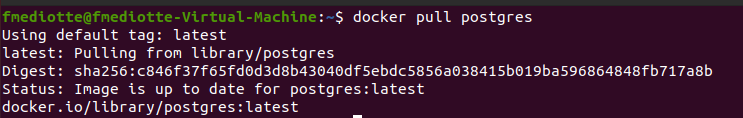 fmediotte@fmediotte-Virtual-Machine:~$ docker pull postgres
Using default tag: latest
latest: Pulling from library/postgres
Digest: sha256:c846f37f65fd0d3d8b43040df5ebdc5856a038415b019ba596864848fb717a8b
Status: Image is up to date for postgres:latest
docker.io/library/postgres:latest